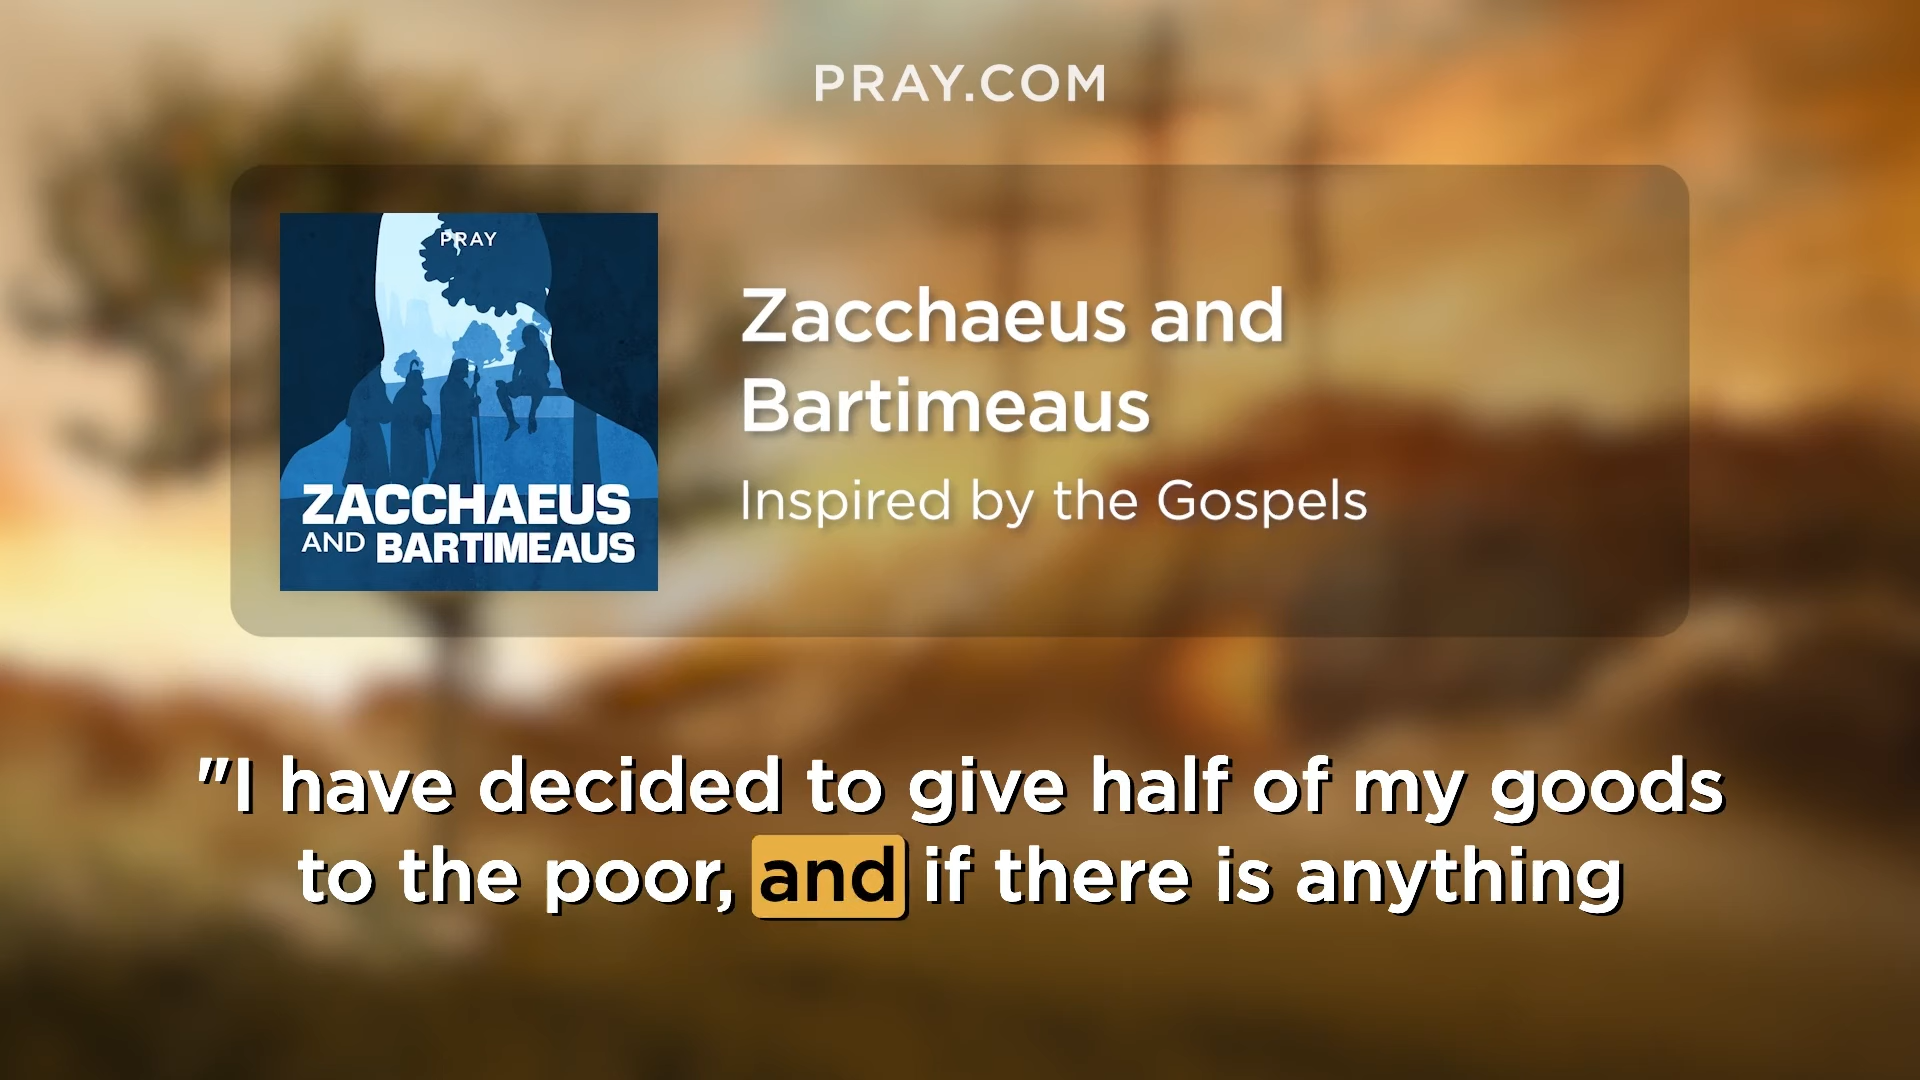 PRAY.COM
PRAY
ZACCHAEUS
AND BARTIMEAUS
Zacchaeus and
Bartimeaus
Inspired by the Gospels
"I have decided to give half of my goods
to the poor, and if there is anything